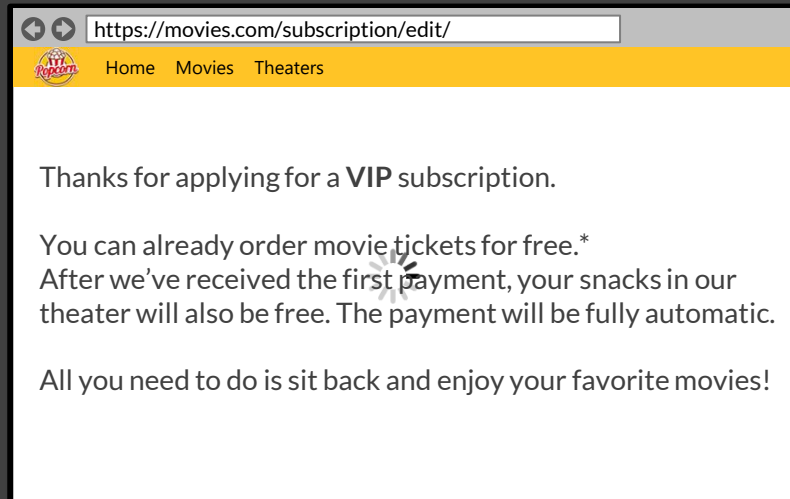 https://movies.com/subscription/edit/
Popcorn
Home Movies Theaters
Thanks for applying for a VIP subscription.
You can already order movie tickets for free.*
After we’ve received the first payment, your snacks in our
theater will also be free. The payment will be fully automatic.
All you need to do is sit back and enjoy your favorite movies!